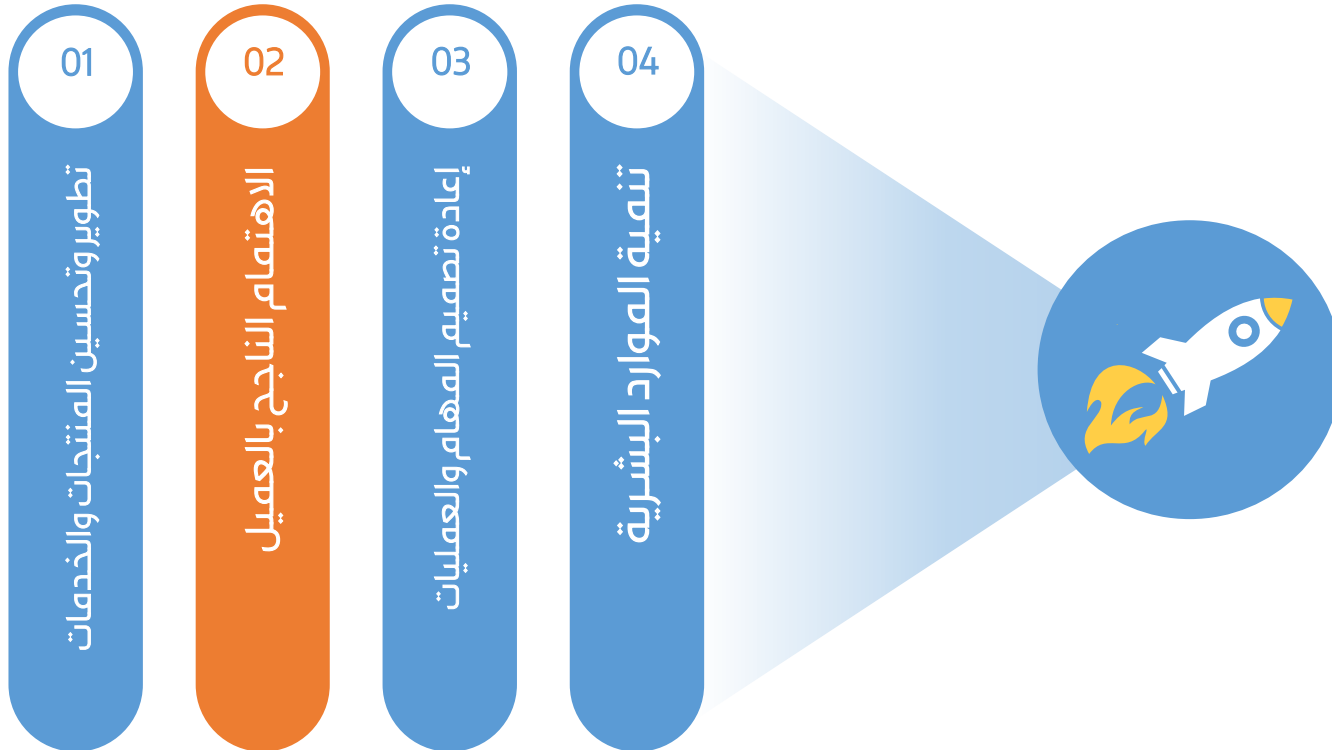 01
تطوير وتحسين المنتجات والخدمات
02
الاهتمام الناجح بالعميل
03
إعادة تصميم المهام والعمليات
04
تنمية الموارد البشرية